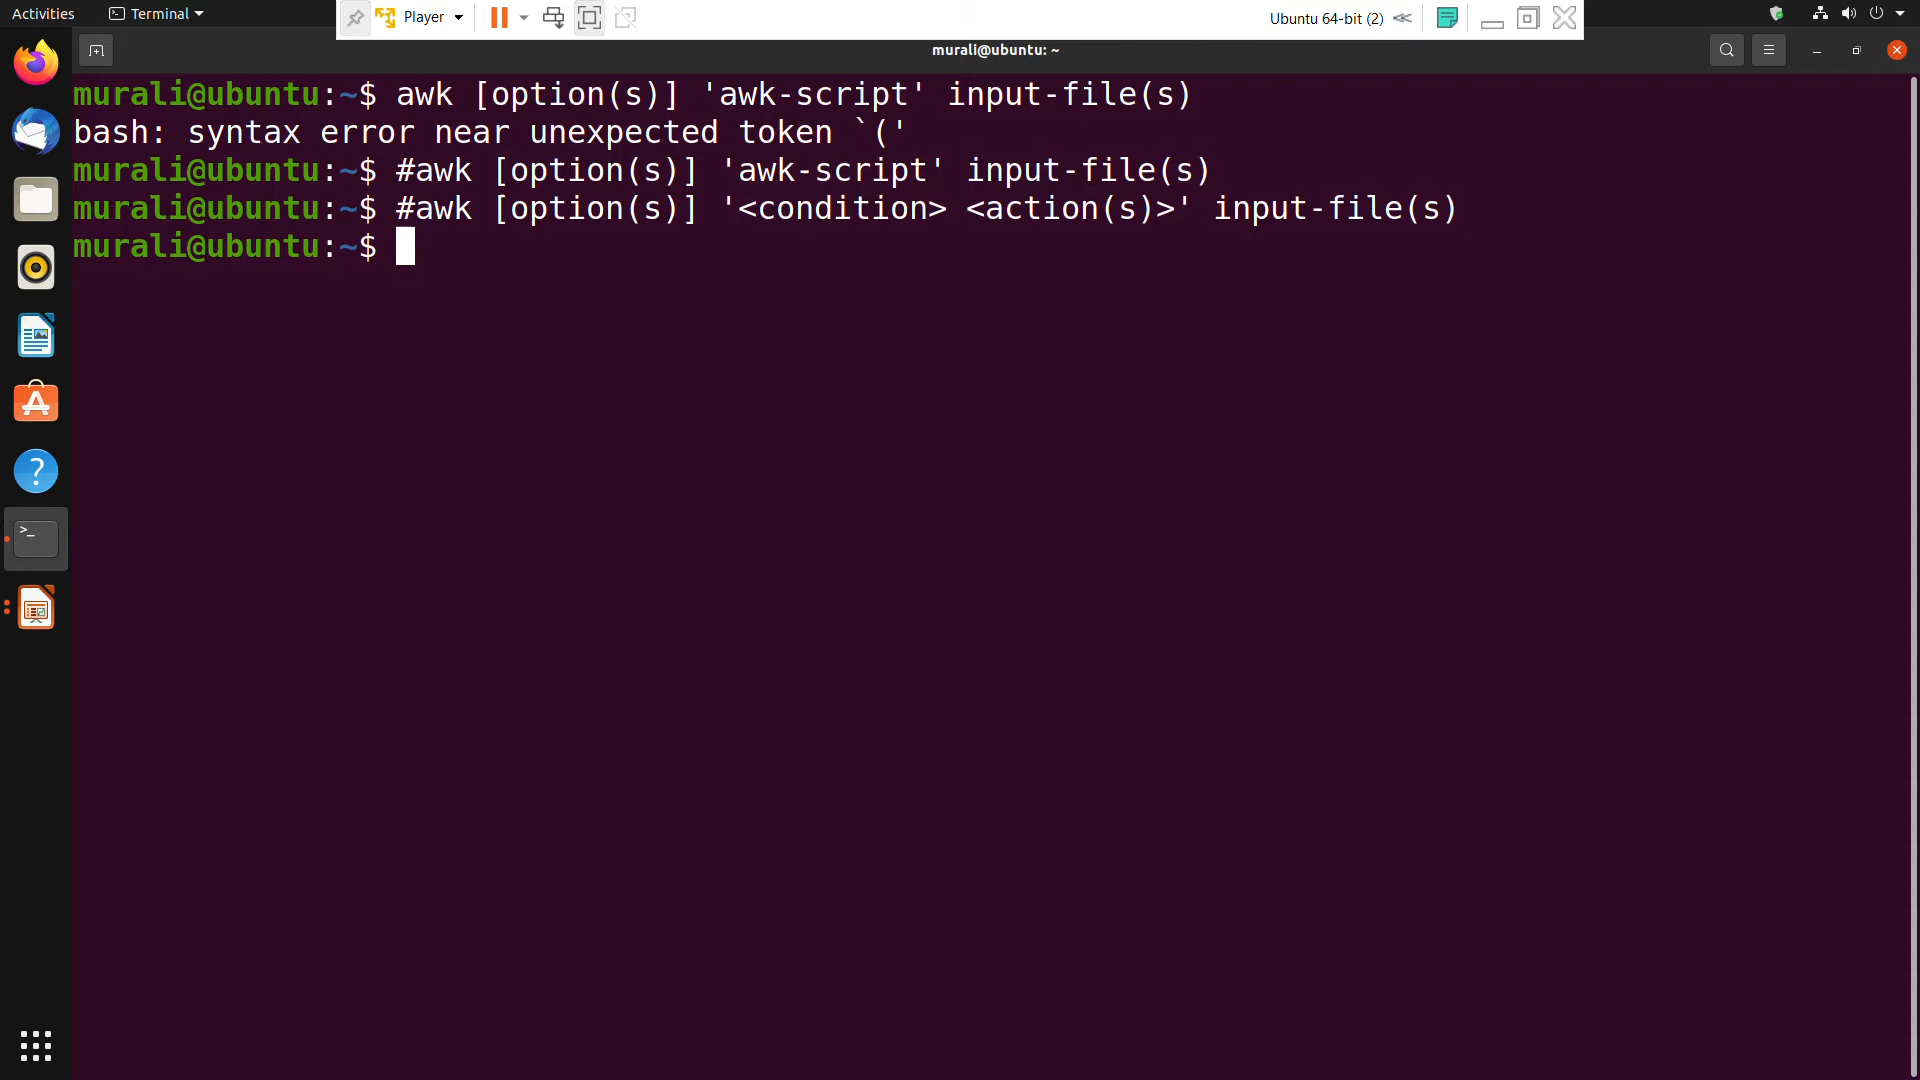 Activities
Terminal
Player
Ubuntu 64-bit (2)
murali@ubuntu: ~
murali@ubuntu:~$ awk [option(s)] 'awk-script' input-file(s)
bash: syntax error near unexpected token `('
murali@ubuntu:~$ #awk [option(s)] 'awk-script' input-file(s)
murali@ubuntu:~$ #awk [option(s)] '<condition> <action(s)>' input-file(s)
murali@ubuntu:~$